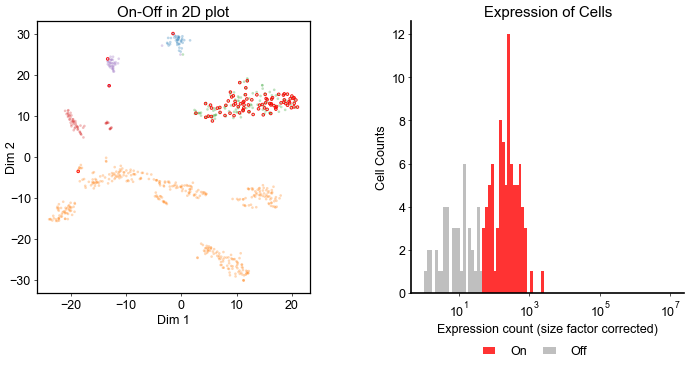 On-Off in 2D plot
30
20
10
0
−10
−20
−30
Dim 2
−20 −10 0 10 20
Dim 1
Expression of Cells
12
10
8
6
4
2
0
Cell Counts
10^1 10^3 10^5 10^7
Expression count (size factor corrected)
On Off